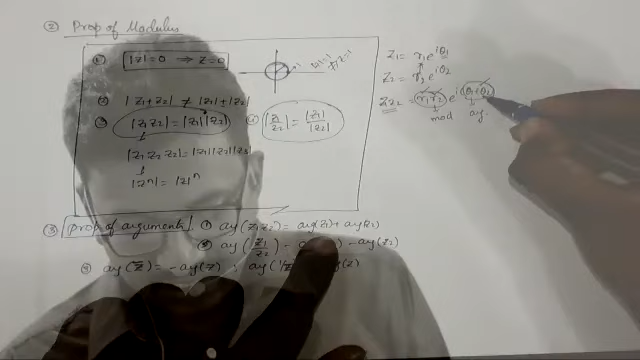 ② Prop of Modulus
① |z|=0 ⇒ z=0
② |z₁+z₂| ≠ |z₁|+|z₂|
③ |z₁z₂| = |z₁||z₂| ④ |z₁/z₂| = |z₁|/|z₂|
|z₁z₂z₃| = |z₁||z₂||z₃|
|zⁿ| = |z|ⁿ
z₁ = r₁e^{iθ₁}
z₂ = r₂e^{iθ₂}
z₁z₂ = (r₁r₂) e^{i(θ₁+θ₂)}
mod arg.
③ Prop of arguments ① arg(z₁z₂) = arg(z₁) + arg(z₂)
② arg(z₁/z₂) = - arg(z₂)
③ arg(z̄) = -arg(z) ; arg(1/z) arg(z)